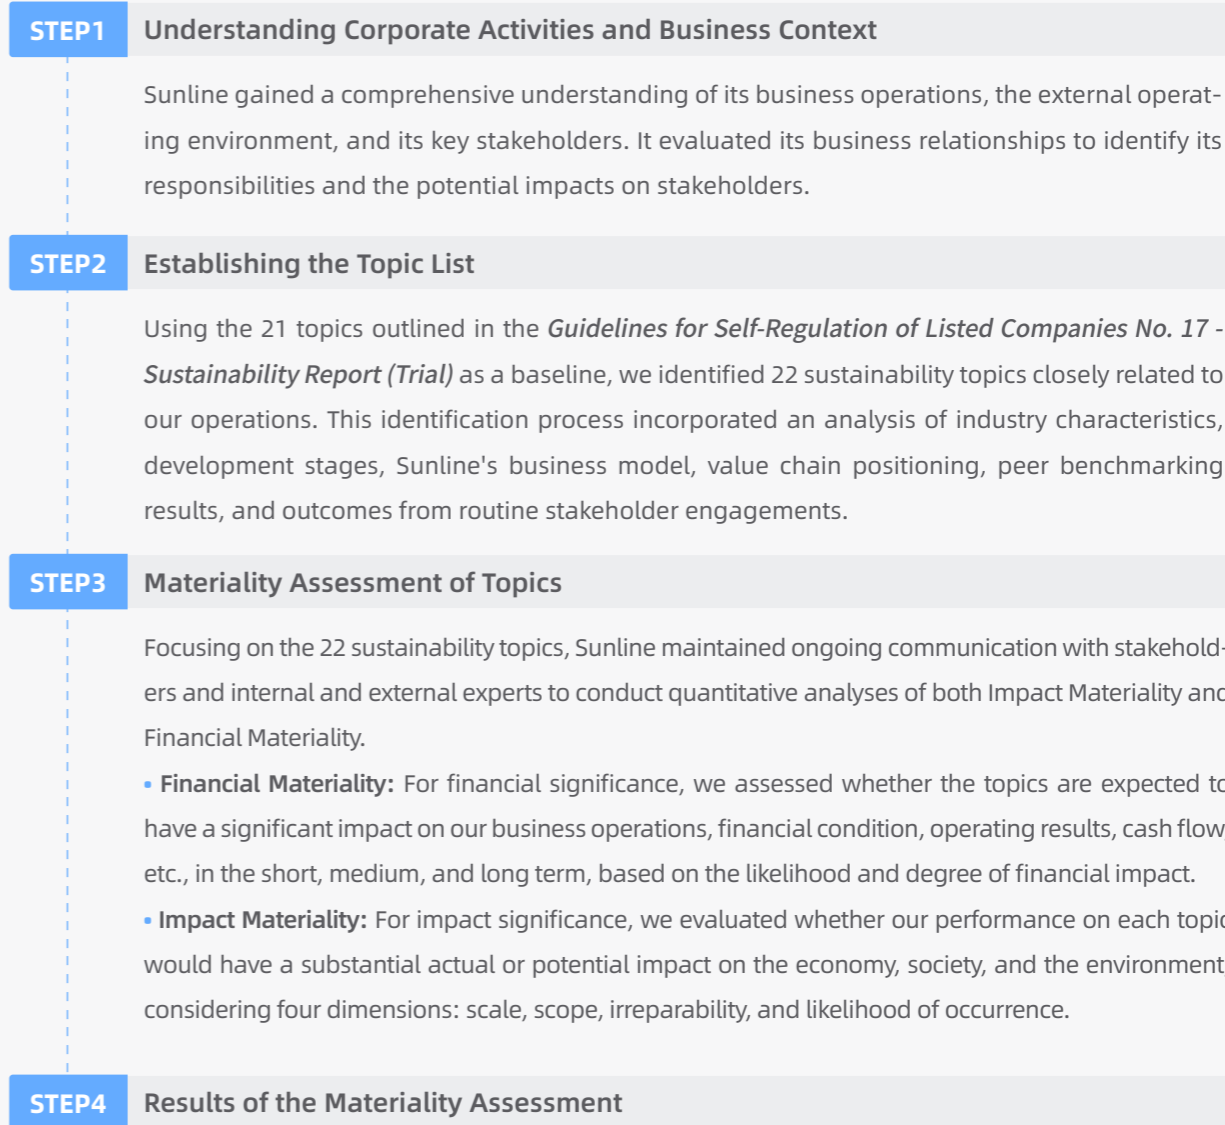 STEP1 Understanding Corporate Activities and Business Context
Sunline gained a comprehensive understanding of its business operations, the external operat-
ing environment, and its key stakeholders. It evaluated its business relationships to identify its
responsibilities and the potential impacts on stakeholders.
STEP2 Establishing the Topic List
Using the 21 topics outlined in the Guidelines for Self-Regulation of Listed Companies No. 17 -
Sustainability Report (Trial) as a baseline, we identified 22 sustainability topics closely related to
our operations. This identification process incorporated an analysis of industry characteristics,
development stages, Sunline's business model, value chain positioning, peer benchmarking
results, and outcomes from routine stakeholder engagements.
STEP3 Materiality Assessment of Topics
Focusing on the 22 sustainability topics, Sunline maintained ongoing communication with stakehold-
ers and internal and external experts to conduct quantitative analyses of both Impact Materiality and
Financial Materiality.
• Financial Materiality: For financial significance, we assessed whether the topics are expected to
have a significant impact on our business operations, financial condition, operating results, cash flow,
etc., in the short, medium, and long term, based on the likelihood and degree of financial impact.
• Impact Materiality: For impact significance, we evaluated whether our performance on each topic
would have a substantial actual or potential impact on the economy, society, and the environment,
considering four dimensions: scale, scope, irreparability, and likelihood of occurrence.
STEP4 Results of the Materiality Assessment